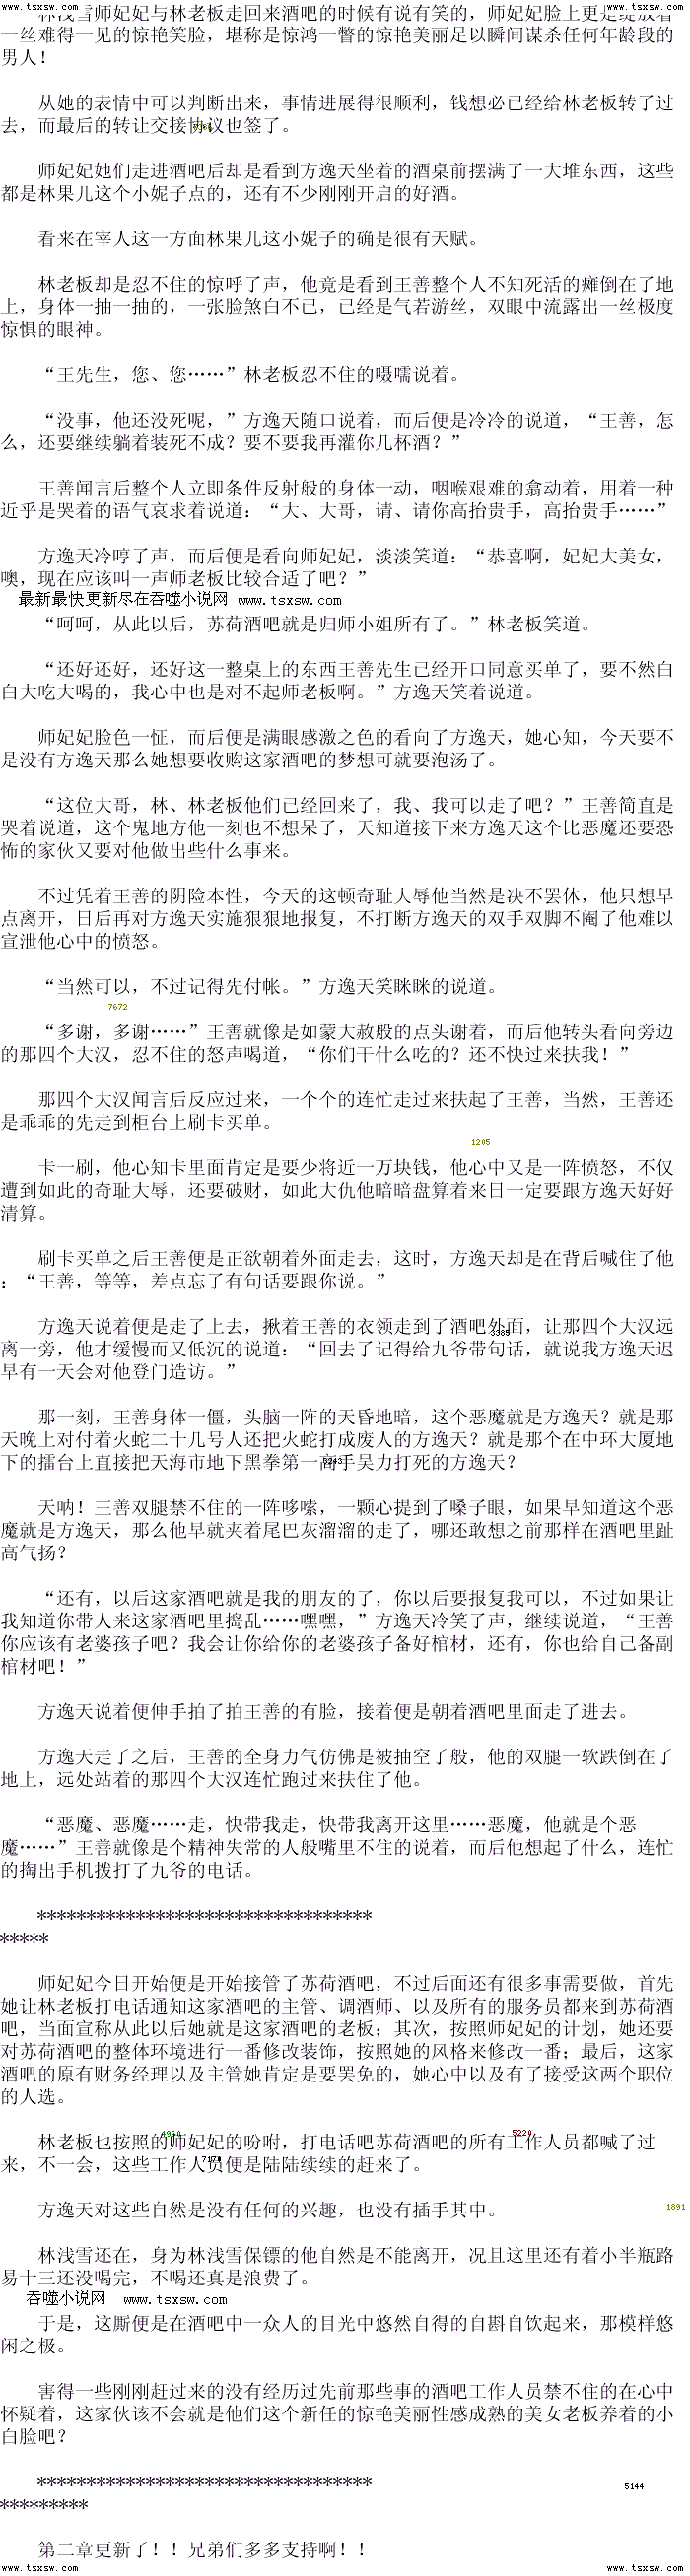 www.tsxsw.com www.tsxsw.com
林浅雪师妃妃与林老板走回来酒吧的时候有说有笑的，师妃妃脸上更是绽放着
一丝难得一见的惊艳笑脸，堪称是惊鸿一瞥的惊艳美丽足以瞬间谋杀任何年龄段的
男人！
从她的表情中可以判断出来，事情进展得很顺利，钱想必已经给林老板转了过
去，而最后的转让交接协议也签了。
师妃妃她们走进酒吧后却是看到方逸天坐着的酒桌前摆满了一大堆东西，这些
都是林果儿这个小妮子点的，还有不少刚刚开启的好酒。
看来在宰人这一方面林果儿这小妮子的确是很有天赋。
林老板却是忍不住的惊呼了声，他竟是看到王善整个人不知死活的瘫倒在了地
上，身体一抽一抽的，一张脸煞白不已，已经是气若游丝，双眼中流露出一丝极度
惊惧的眼神。
“王先生，您、您……”林老板忍不住的嗫嚅说着。
“没事，他还没死呢，”方逸天随口说着，而后便是冷冷的说道，“王善，怎
么，还要继续躺着装死不成？要不要我再灌你几杯酒？”
王善闻言后整个人立即条件反射般的身体一动，咽喉艰难的翕动着，用着一种
近乎是哭着的语气哀求着说道：“大、大哥，请、请你高抬贵手，高抬贵手……”
方逸天冷哼了声，而后便是看向师妃妃，淡淡笑道：“恭喜啊，妃妃大美女，
噢，现在应该叫一声师老板比较合适了吧？”
最新最快更新尽在吞噬小说网 www.tsxsw.com
“呵呵，从此以后，苏荷酒吧就是归师小姐所有了。”林老板笑道。
“还好还好，还好这一整桌上的东西王善先生已经开口同意买单了，要不然白
白大吃大喝的，我心中也是对不起师老板啊。”方逸天笑着说道。
师妃妃脸色一怔，而后便是满眼感激之色的看向了方逸天，她心知，今天要不
是没有方逸天那么她想要收购这家酒吧的梦想可就要泡汤了。
“这位大哥，林、林老板他们已经回来了，我、我可以走了吧？”王善简直是
哭着说道，这个鬼地方他一刻也不想呆了，天知道接下来方逸天这个比恶魔还要恐
怖的家伙又要对他做出些什么事来。
不过凭着王善的阴险本性，今天的这顿奇耻大辱他当然是决不罢休，他只想早
点离开，日后再对方逸天实施狠狠地报复，不打断方逸天的双手双脚不阉了他难以
宣泄他心中的愤怒。
“当然可以，不过记得先付帐。”方逸天笑眯眯的说道。
7672
“多谢，多谢……”王善就像是如蒙大赦般的点头谢着，而后他转头看向旁边
的那四个大汉，忍不住的怒声喝道，“你们干什么吃的？还不快过来扶我！”
那四个大汉闻言后反应过来，一个个的连忙走过来扶起了王善，当然，王善还
是乖乖的先走到柜台上刷卡买单。
1205
卡一刷，他心知卡里面肯定是要少将近一万块钱，他心中又是一阵愤怒，不仅
遭到如此的奇耻大辱，还要破财，如此大仇他暗暗盘算着来日一定要跟方逸天好好
清算。
刷卡买单之后王善便是正欲朝着外面走去，这时，方逸天却是在背后喊住了他
：“王善，等等，差点忘了有句话要跟你说。”
方逸天说着便是走了上去，揪着王善的衣领走到了酒吧外面，让那四个大汉远
离一旁，他才缓慢而又低沉的说道：“回去了记得给九爷带句话，就说我方逸天迟
早有一天会对他登门造访。”
那一刻，王善身体一僵，头脑一阵的天昏地暗，这个恶魔就是方逸天？就是那
天晚上对付着火蛇二十几号人还把火蛇打成废人的方逸天？就是那个在中环大厦地
下的擂台上直接把天海市地下黑拳第一高手吴力打死的方逸天？
天呐！王善双腿禁不住的一阵哆嗦，一颗心提到了嗓子眼，如果早知道这个恶
魔就是方逸天，那么他早就夹着尾巴灰溜溜的走了，哪还敢想之前那样在酒吧里趾
高气扬？
“还有，以后这家酒吧就是我的朋友的了，你以后要报复我可以，不过如果让
我知道你带人来这家酒吧里捣乱……嘿嘿，”方逸天冷笑了声，继续说道，“王善
你应该有老婆孩子吧？我会让你给你的老婆孩子备好棺材，还有，你也给自己备副
棺材吧！”
方逸天说着便伸手拍了拍王善的有脸，接着便是朝着酒吧里面走了进去。
方逸天走了之后，王善的全身力气仿佛是被抽空了般，他的双腿一软跌倒在了
地上，远处站着的那四个大汉连忙跑过来扶住了他。
“恶魔、恶魔……走，快带我走，快带我离开这里……恶魔，他就是个恶
魔……”王善就像是个精神失常的人般嘴里不住的说着，而后他想起了什么，连忙
的掏出手机拨打了九爷的电话。
**********************************
*****
师妃妃今日开始便是开始接管了苏荷酒吧，不过后面还有很多事需要做，首先
她让林老板打电话通知这家酒吧的主管、调酒师、以及所有的服务员都来到苏荷酒
吧，当面宣称从此以后她就是这家酒吧的老板；其次，按照师妃妃的计划，她还要
对苏荷酒吧的整体环境进行一番修改装饰，按照她的风格来修改一番；最后，这家
酒吧的原有财务经理以及主管她肯定是要罢免的，她心中以及有了接受这两个职位
的人选。
林老板也按照的师妃妃的吩咐，打电话吧苏荷酒吧的所有工作人员都喊了过
来，不一会，这些工作人员便是陆陆续续的赶来了。
方逸天对这些自然是没有任何的兴趣，也没有插手其中。
1891
林浅雪还在，身为林浅雪保镖的他自然是不能离开，况且这里还有着小半瓶路
易十三还没喝完，不喝还真是浪费了。
吞噬小说网 www.tsxsw.com
于是，这厮便是在酒吧中一众人的目光中悠然自得的自斟自饮起来，那模样悠
闲之极。
害得一些刚刚赶过来的没有经历过先前那些事的酒吧工作人员禁不住的在心中
怀疑着，这家伙该不会就是他们这个新任的惊艳美丽性感成熟的美女老板养着的小
白脸吧？
**********************************
5144
*********
第二章更新了！！兄弟们多多支持啊！！
www.tsxsw.com www.tsxsw.com